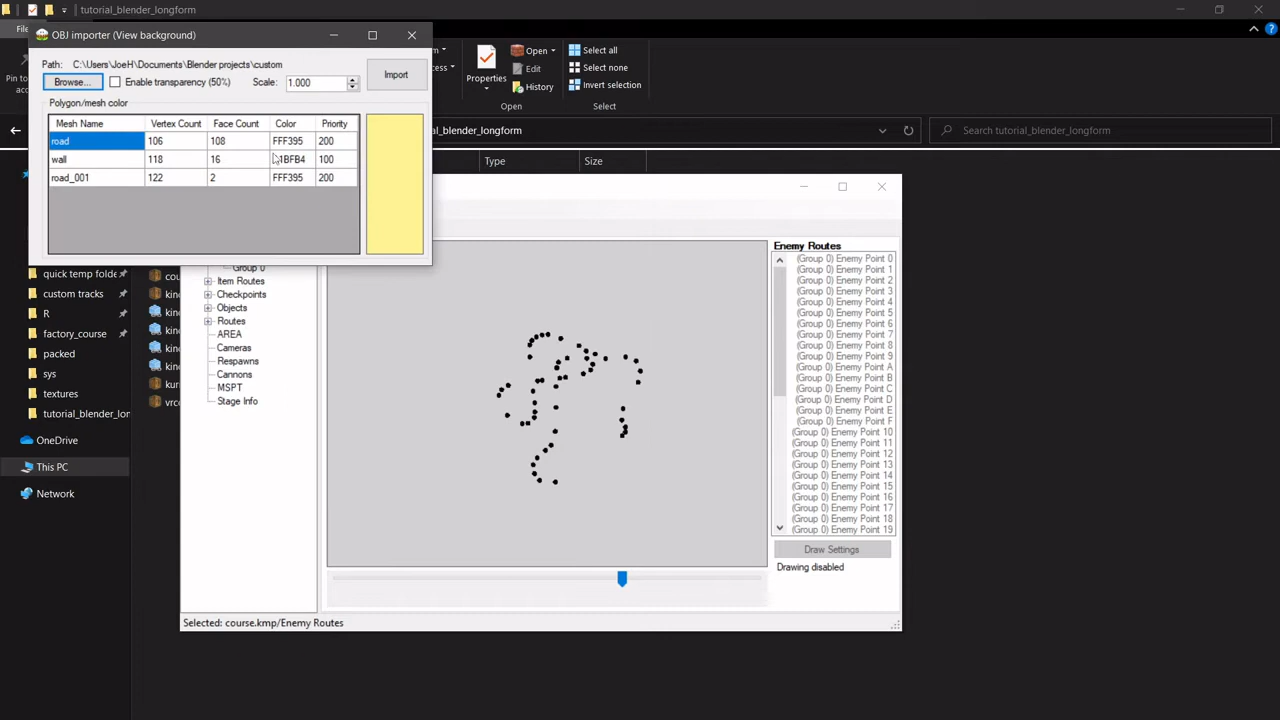 tutorial_blender_longform
File
OBJ importer (View background)
Path: C:\Users\JoeH\Documents\Blender projects\custom
Browse... Enable transparency (50%) Scale: 1.000 Import
Polygon/mesh color
Mesh Name Vertex Count Face Count Color Priority
road 106 108 FFF395 200
wall 118 16 1BFB4 100
road_001 122 2 FFF395 200
Pin to
Properties
Open
Edit
History
Open
Select all
Select none
Invert selection
Select
tutorial_blender_longform
Search tutorial_blender_longform
Type Size
quick temp folde
custom tracks
R
factory_course
packed
sys
textures
tutorial_blender_lon
OneDrive
This PC
Network
Group 0
Item Routes
Checkpoints
Objects
Routes
AREA
Cameras
Respawns
Cannons
MSPT
Stage Info
Enemy Routes
(Group 0) Enemy Point 0
(Group 0) Enemy Point 1
(Group 0) Enemy Point 2
(Group 0) Enemy Point 3
(Group 0) Enemy Point 4
(Group 0) Enemy Point 5
(Group 0) Enemy Point 6
(Group 0) Enemy Point 7
(Group 0) Enemy Point 8
(Group 0) Enemy Point 9
(Group 0) Enemy Point A
(Group 0) Enemy Point B
(Group 0) Enemy Point C
(Group 0) Enemy Point D
(Group 0) Enemy Point E
(Group 0) Enemy Point F
(Group 0) Enemy Point 10
(Group 0) Enemy Point 11
(Group 0) Enemy Point 12
(Group 0) Enemy Point 13
(Group 0) Enemy Point 14
(Group 0) Enemy Point 15
(Group 0) Enemy Point 16
(Group 0) Enemy Point 17
(Group 0) Enemy Point 18
(Group 0) Enemy Point 19
Draw Settings
Drawing disabled
Selected: course.kmp/Enemy Routes